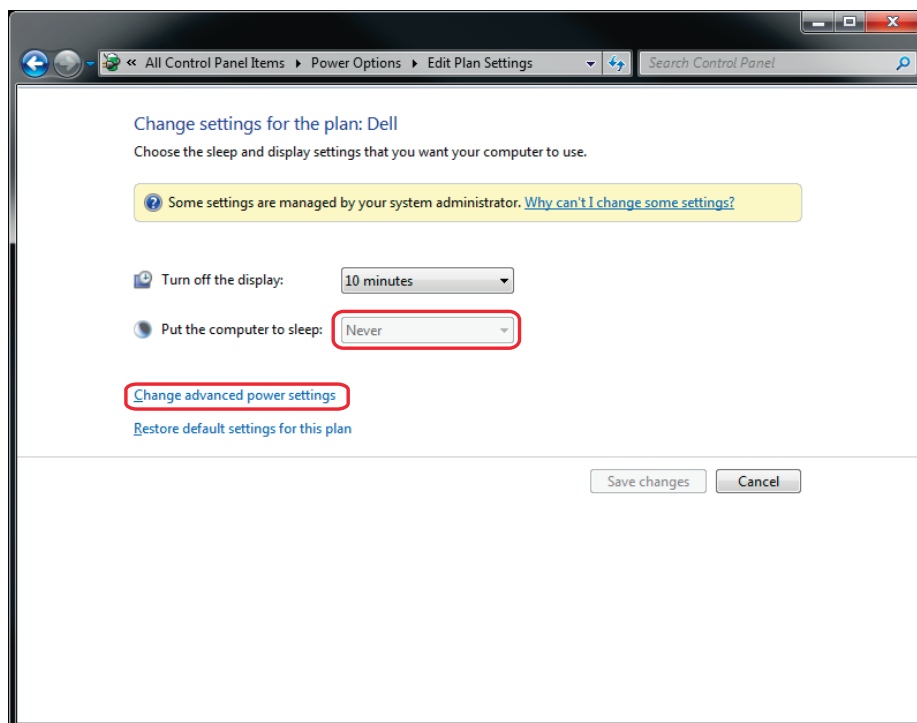 « All Control Panel Items ▸ Power Options ▸ Edit Plan Settings
Search Control Panel
Change settings for the plan: Dell
Choose the sleep and display settings that you want your computer to use.
Some settings are managed by your system administrator. Why can't I change some settings?
Turn off the display: 10 minutes
Put the computer to sleep: Never
Change advanced power settings
Restore default settings for this plan
Save changes Cancel